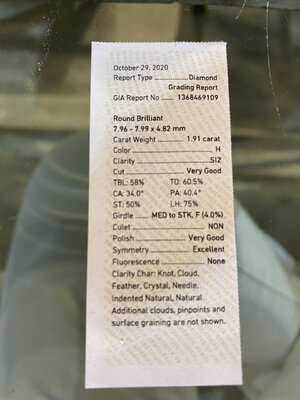 October 29, 2020
Report Type ............... Diamond
Grading Report
GIA Report No ...... 1368469109
Round Brilliant
7.96 - 7.99 x 4.82 mm
Carat Weight .................. 1.91 carat
Color ........................................ H
Clarity ...................................... SI2
Cut ................................ Very Good
TBL: 58% TD: 60.5%
CA: 34.0° PA: 40.4°
ST: 50% LH: 75%
Girdle ...... MED to STK, F (4.0%)
Culet ..................................... NON
Polish ............................ Very Good
Symmetry ..................... Excellent
Fluorescence ..................... None
Clarity Char: Knot, Cloud,
Feather, Crystal, Needle,
Indented Natural, Natural
Additional clouds, pinpoints and
surface graining are not shown.